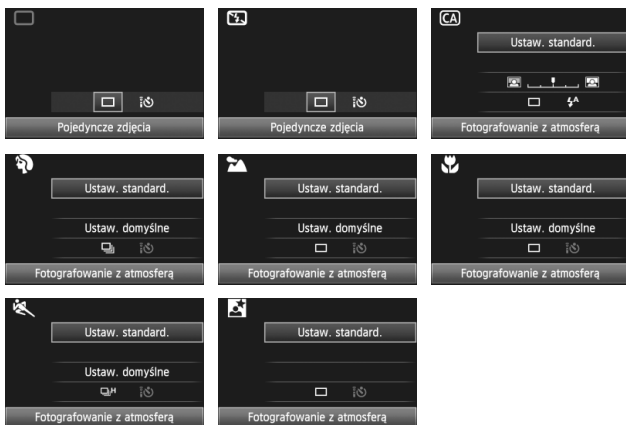 Pojedyncze zdjęcia
Pojedyncze zdjęcia
CA
Ustaw. standard.
A
Fotografowanie z atmosferą
Ustaw. standard.
Ustaw. domyślne
i
Fotografowanie z atmosferą
Ustaw. standard.
Ustaw. domyślne
i
Fotografowanie z atmosferą
Ustaw. standard.
Ustaw. domyślne
i
Fotografowanie z atmosferą
Ustaw. standard.
Ustaw. domyślne
H i
Fotografowanie z atmosferą
Ustaw. standard.
i
Fotografowanie z atmosferą